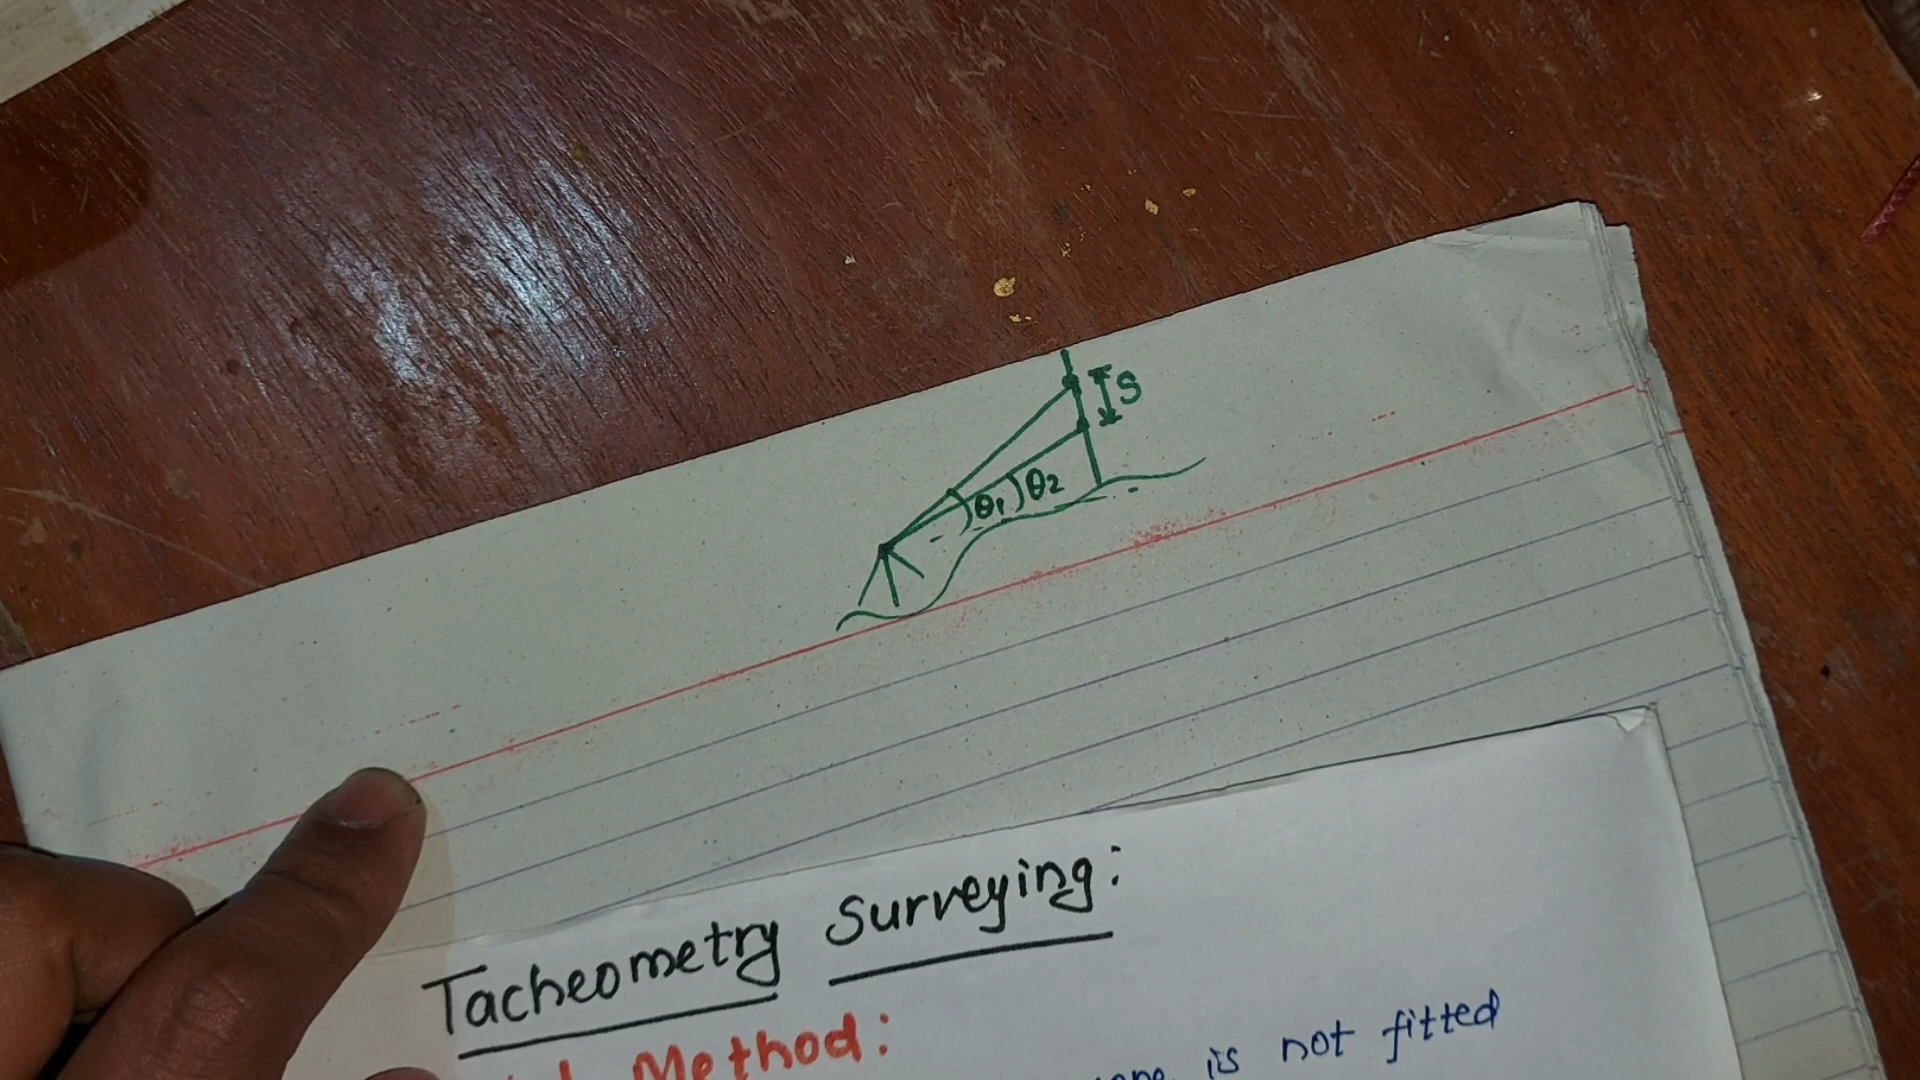 S
θ1 θ2
Tacheometry Surveying:
Method:
is not fitted